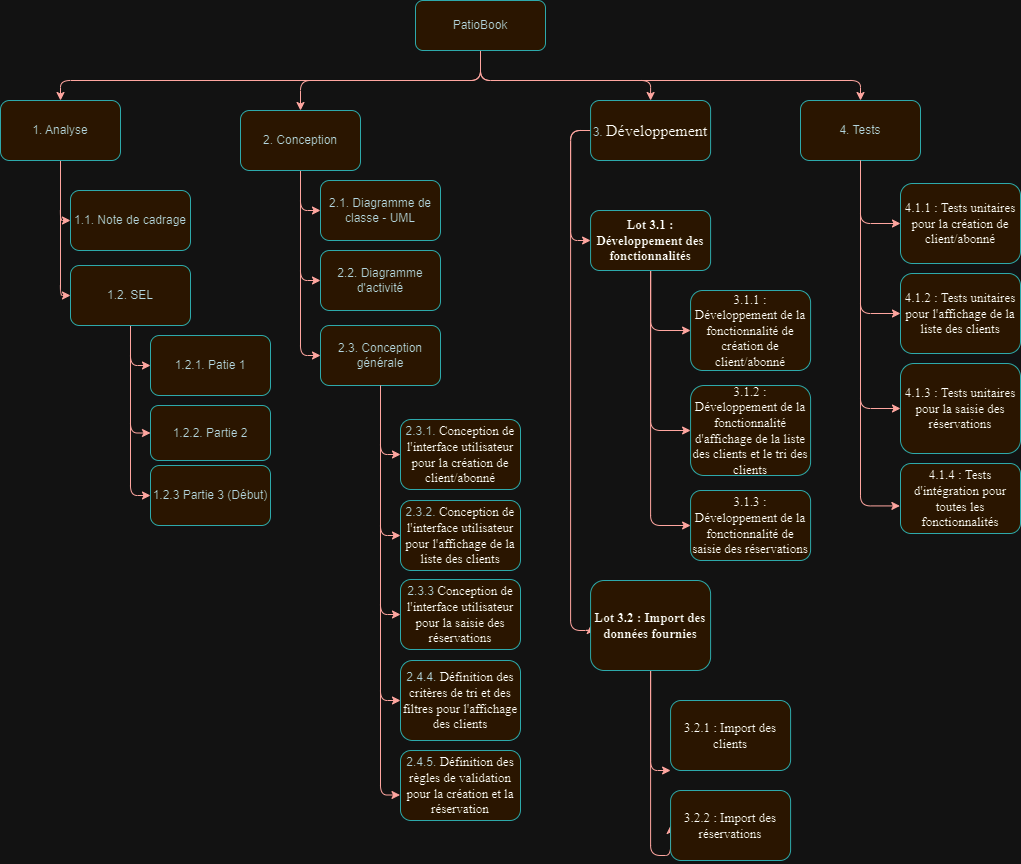 PatioBook
1. Analyse
1.1. Note de cadrage
1.2. SEL
1.2.1. Patie 1
1.2.2. Partie 2
1.2.3 Partie 3 (Début)
2. Conception
2.1. Diagramme de
classe - UML
2.2. Diagramme
d'activité
2.3. Conception
générale
2.3.1. Conception de
l'interface utilisateur
pour la création de
client/abonné
2.3.2. Conception de
l'interface utilisateur
pour l'affichage de la
liste des clients
2.3.3 Conception de
l'interface utilisateur
pour la saisie des
réservations
2.4.4. Définition des
critères de tri et des
filtres pour l'affichage
des clients
2.4.5. Définition des
règles de validation
pour la création et la
réservation
3. Développement
Lot 3.1 :
Développement des
fonctionnalités
3.1.1 :
Développement de la
fonctionnalité de
création de
client/abonné
3.1.2 :
Développement de la
fonctionnalité
d'affichage de la liste
des clients et le tri des
clients
3.1.3 :
Développement de la
fonctionnalité de
saisie des réservations
Lot 3.2 : Import des
données fournies
3.2.1 : Import des
clients
3.2.2 : Import des
réservations
4. Tests
4.1.1 : Tests unitaires
pour la création de
client/abonné
4.1.2 : Tests unitaires
pour l'affichage de la
liste des clients
4.1.3 : Tests unitaires
pour la saisie des
réservations
4.1.4 : Tests
d'intégration pour
toutes les
fonctionnalités